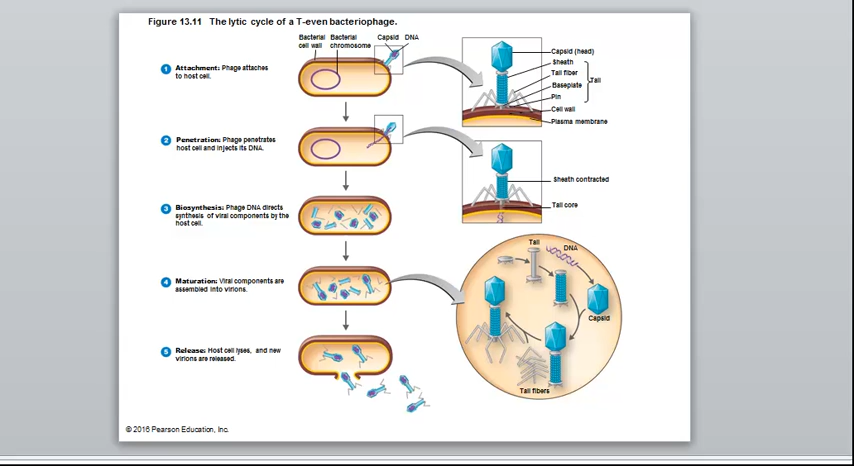 Figure 13.11 The lytic cycle of a T-even bacteriophage.
Bacterial cell wall
Bacterial chromosome
Capsid DNA
1 Attachment: Phage attaches
to host cell.
Capsid (head)
Sheath
Tail fiber
Tail
Baseplate
Pin
Cell wall
Plasma membrane
2 Penetration: Phage penetrates
host cell and injects its DNA.
Sheath contracted
Tail core
3 Biosynthesis: Phage DNA directs
synthesis of viral components by the
host cell.
4 Maturation: Viral components are
assembled into virions.
Tail
DNA
Capsid
Tail fibers
5 Release: Host cell lyses, and new
virions are released.
© 2016 Pearson Education, Inc.